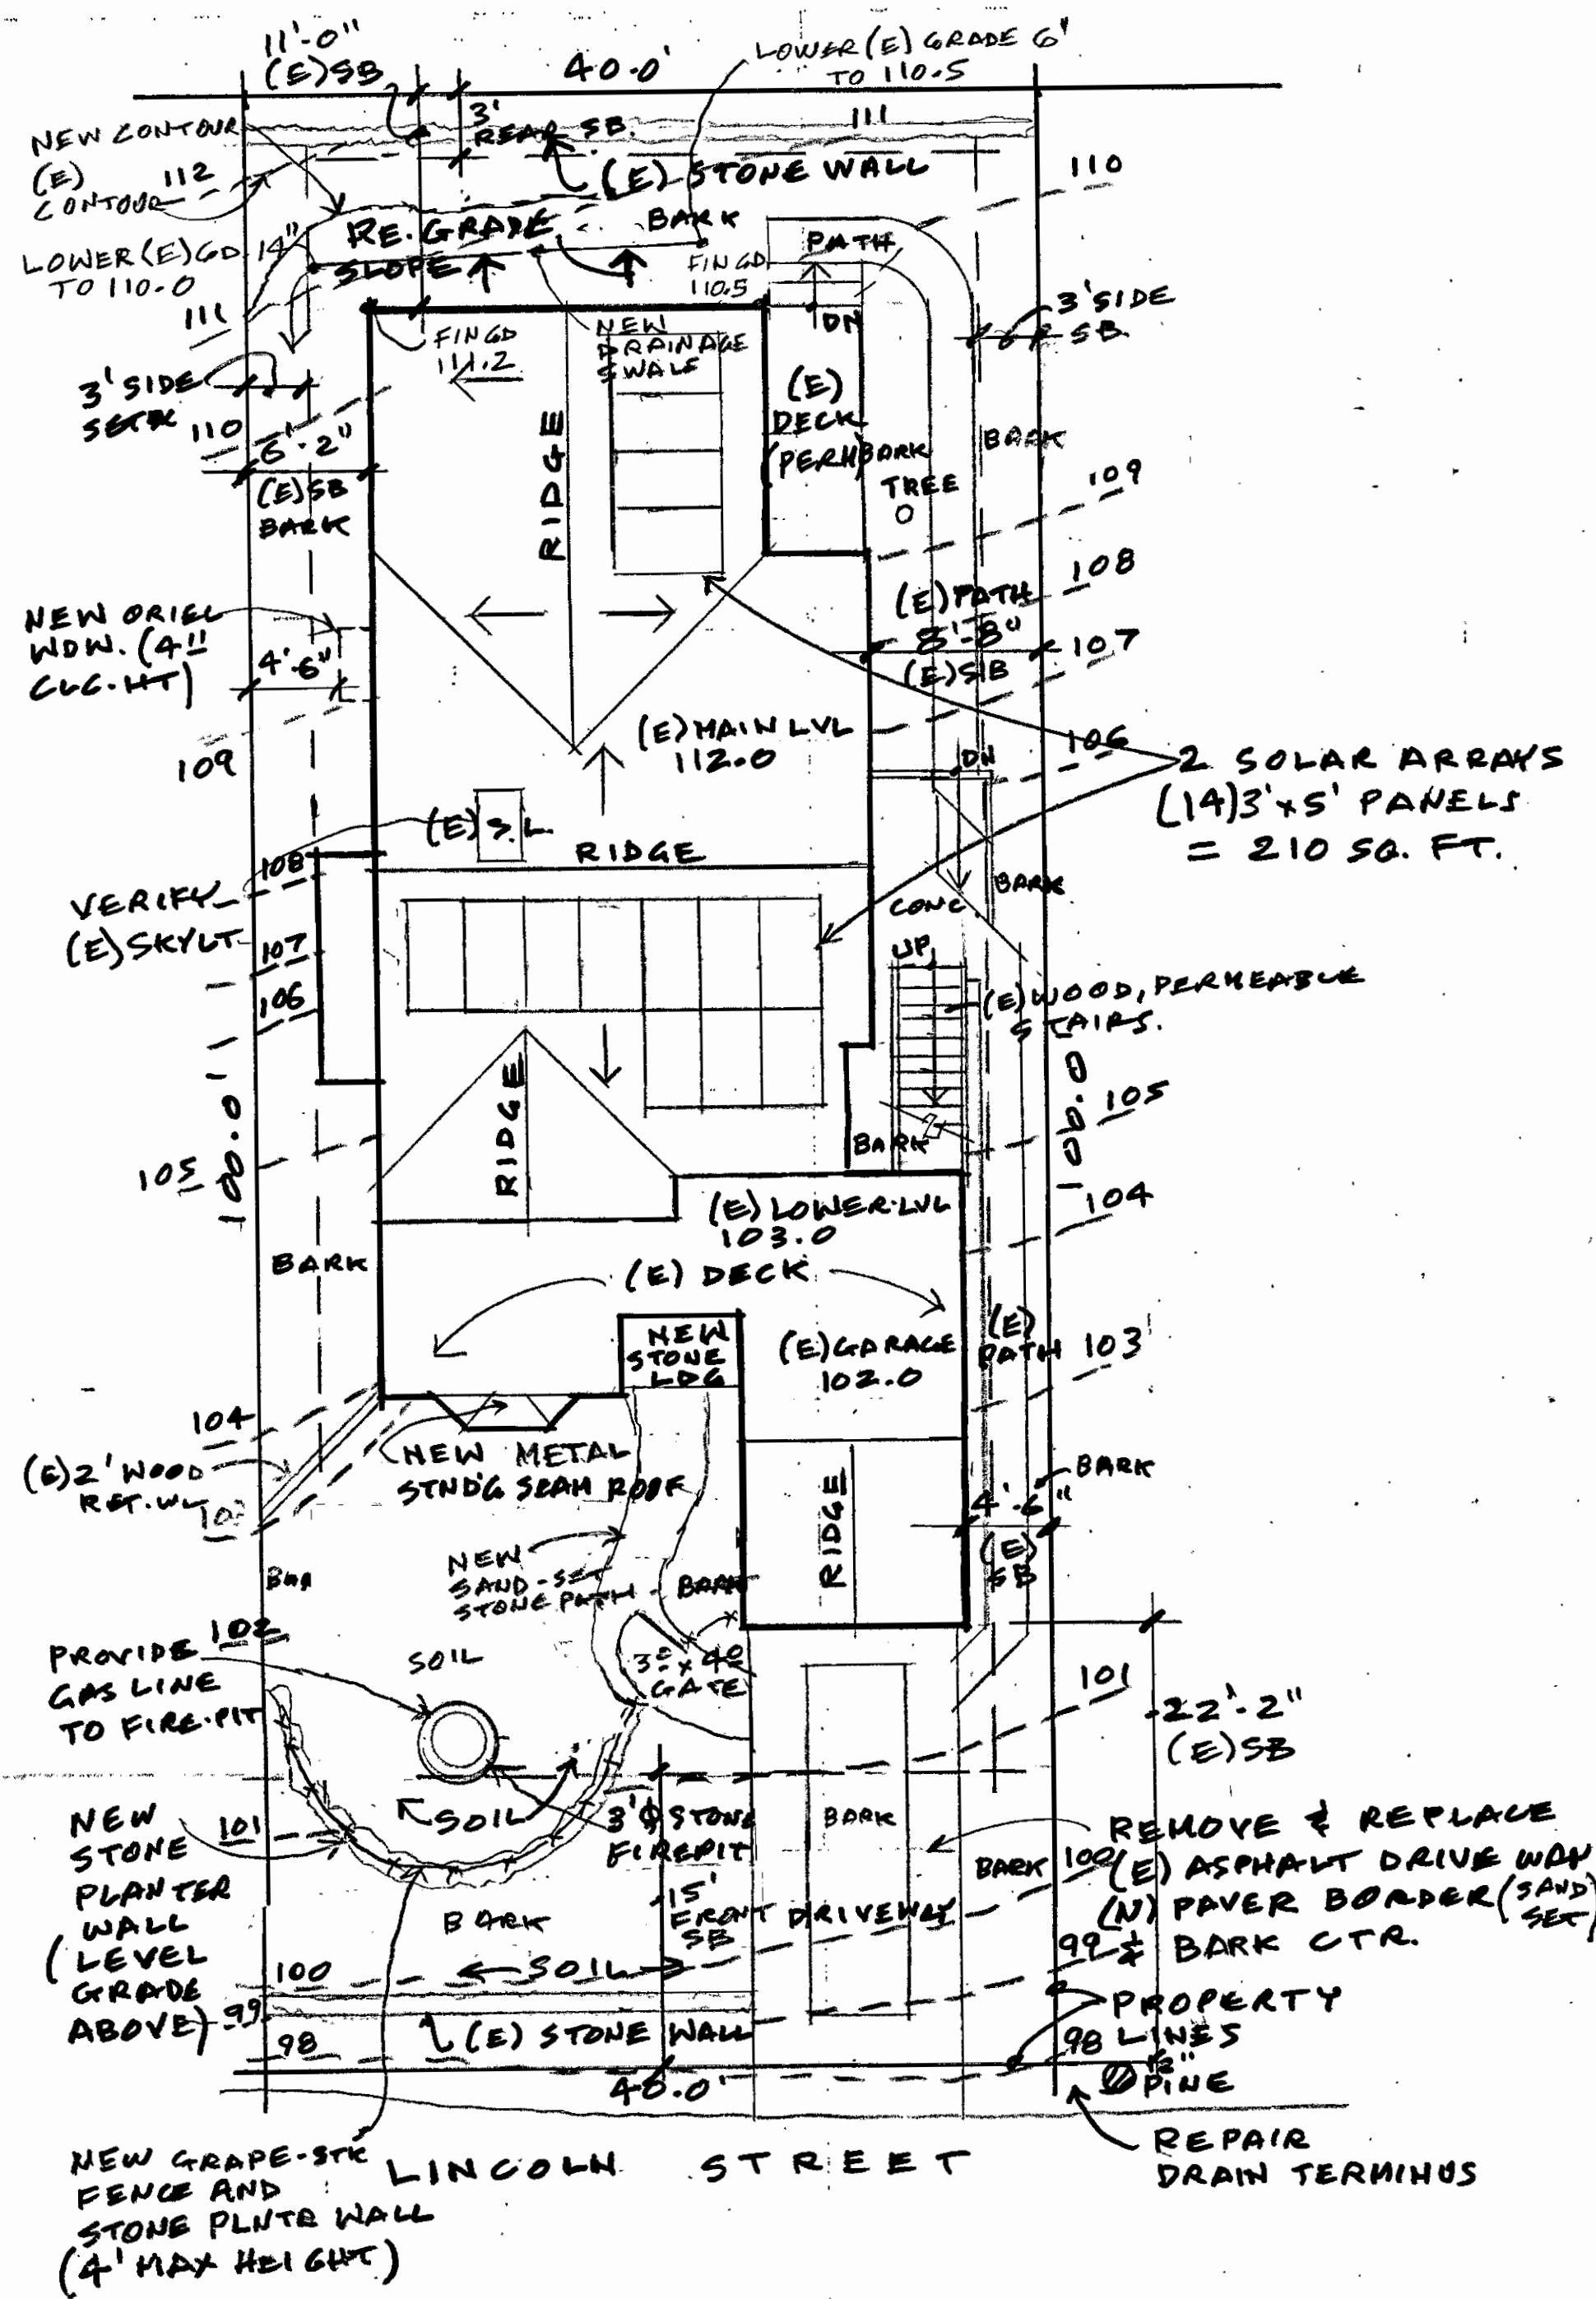 11'-0"
(E)SB
40.0'
LOWER (E) GRADE 6"
TO 110.5
NEW CONTOUR
3'
REAR SB.
111
(E)
CONTOUR
112
(E) STONE WALL
110
RE.GRADE
SLOPE
BARK
PATH
LOWER (E) GD. 14"
TO 110.0
FIN GD
110.5
111
FIN GD
111.2
NEW
DRAINAGE
SWALE
DN
3' SIDE
SB.
3' SIDE
SETBK
110
6'-2"
(E)SB
BARK
RIDGE
(E)
DECK
(PERM)
BARK
TREE
BARK
109
108
(E) PATH
8'-8"
(E) SB
107
NEW ORIEL
WDW. (4"
CLG.HT)
4'-6"
109
(E) MAIN LVL
112.0
106
DN
2 SOLAR ARRAYS
(14) 3'x5' PANELS
= 210 SQ. FT.
(E) S.L.
RIDGE
108
VERIFY
(E) SKYLT
107
106
BARK
CONC.
UP
(E) WOOD, PERMEABLE
STAIRS.
100.0
100.0
105
105
RIDGE
BARK
104
(E) LOWER LVL
103.0
BARK
(E) DECK
NEW
STONE
LDG
(E) GARAGE
102.0
(E)
PATH
103
104
(E) 2' WOOD
RET. WL
NEW METAL
STND'G SEAM ROOF
RIDGE
BARK
4'-6"
(E)
SB
NEW
SAND-SET
STONE PATH
BARK
PROVIDE
GAS LINE
TO FIRE-PIT
102
SOIL
3° x 4°
GATE
101
22'-2"
(E)SB
NEW
STONE
PLANTER
WALL
(LEVEL
GRADE
ABOVE)
101
SOIL
3'Φ STONE
FIREPIT
BARK
REMOVE & REPLACE
(E) ASPHALT DRIVEWAY
(N) PAVER BORDER (SAND
SET)
& BARK CTR.
BARK
100
BARK
15'
FRONT
SB
DRIVEWAY
99
100
SOIL
99
98
(E) STONE WALL
PROPERTY
LINES
98
12"
PINE
40.0'
NEW GRAPE-STK
FENCE AND
STONE PLNTR WALL
(4' MAX HEIGHT)
LINCOLN STREET
REPAIR
DRAIN TERMINUS